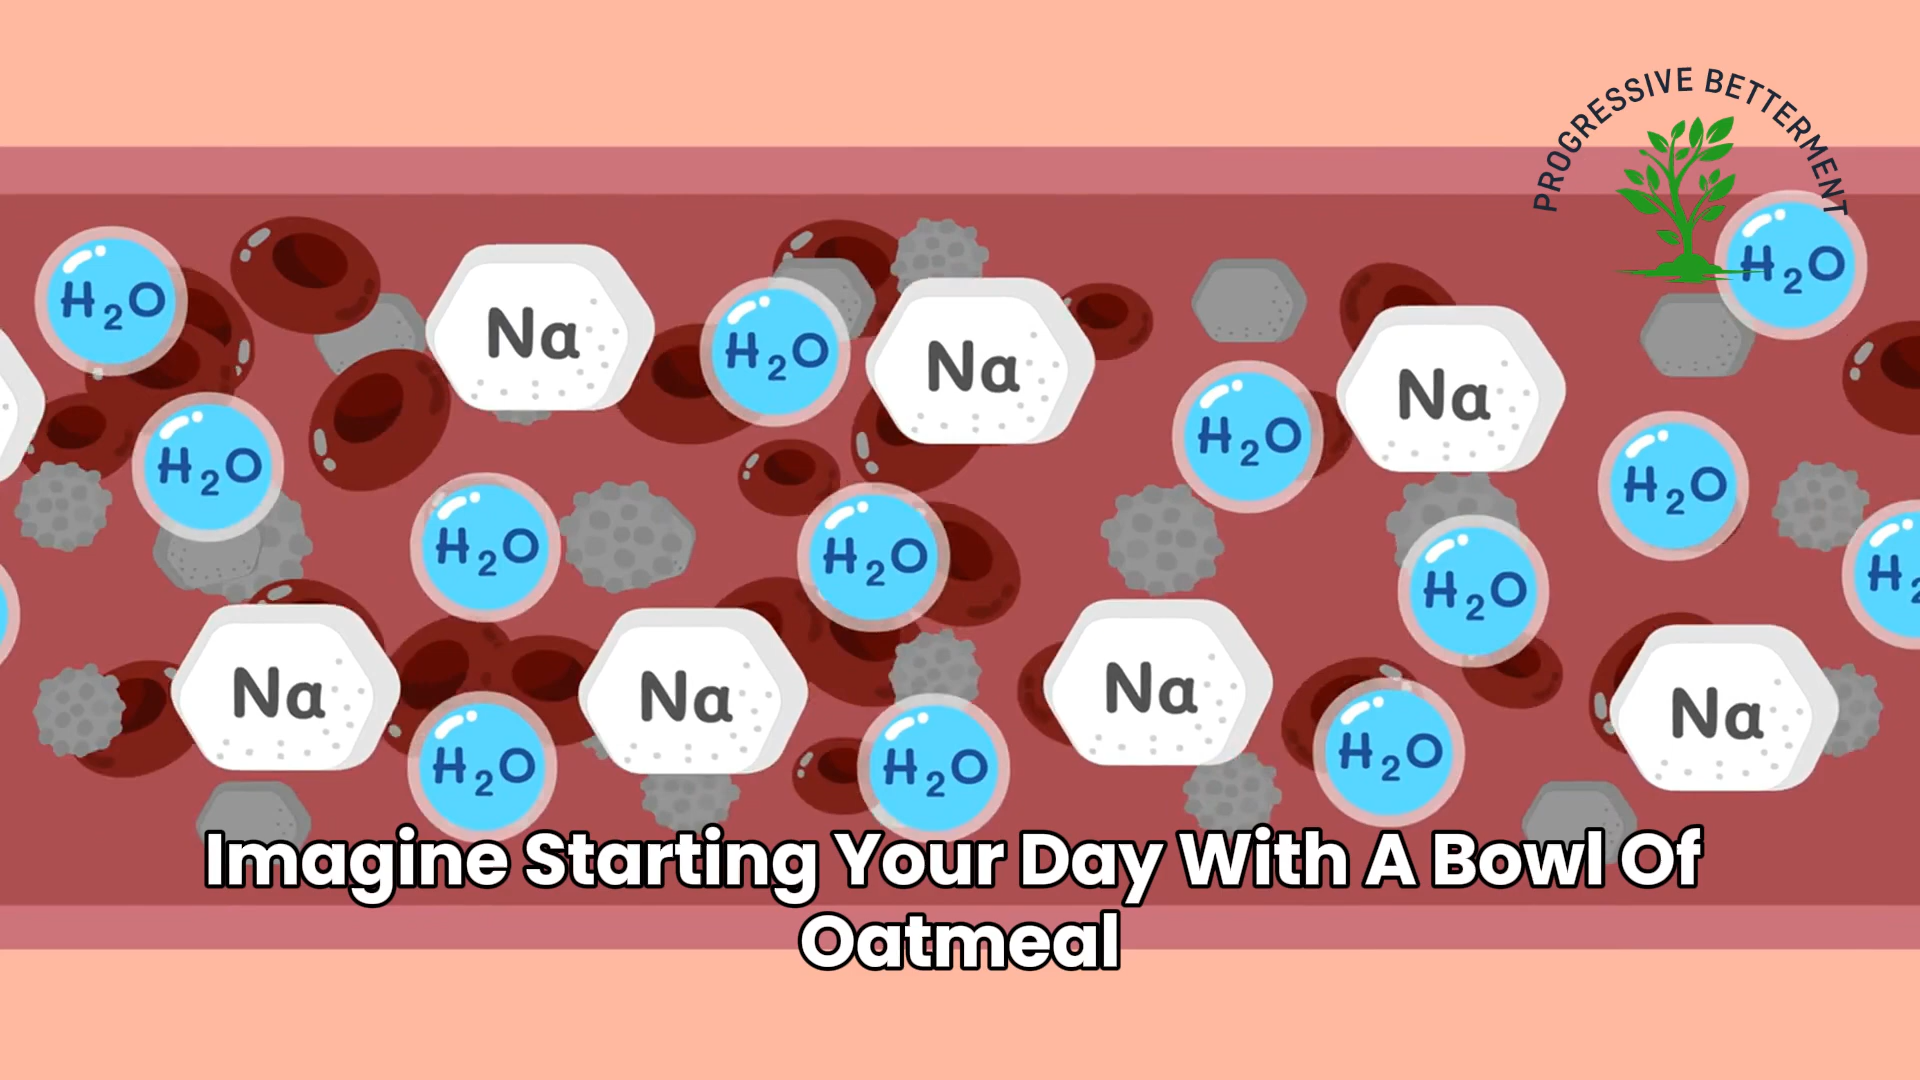 PROGRESSIVE BETTERMENT
H2O
H2O
Na
H2O
Na
Na
H2O
H2O
H2O
H2O
H2O
H2O
H2
Na
Na
Na
Na
H2O
H2O
H2O
Imagine Starting Your Day With A Bowl Of
Oatmeal